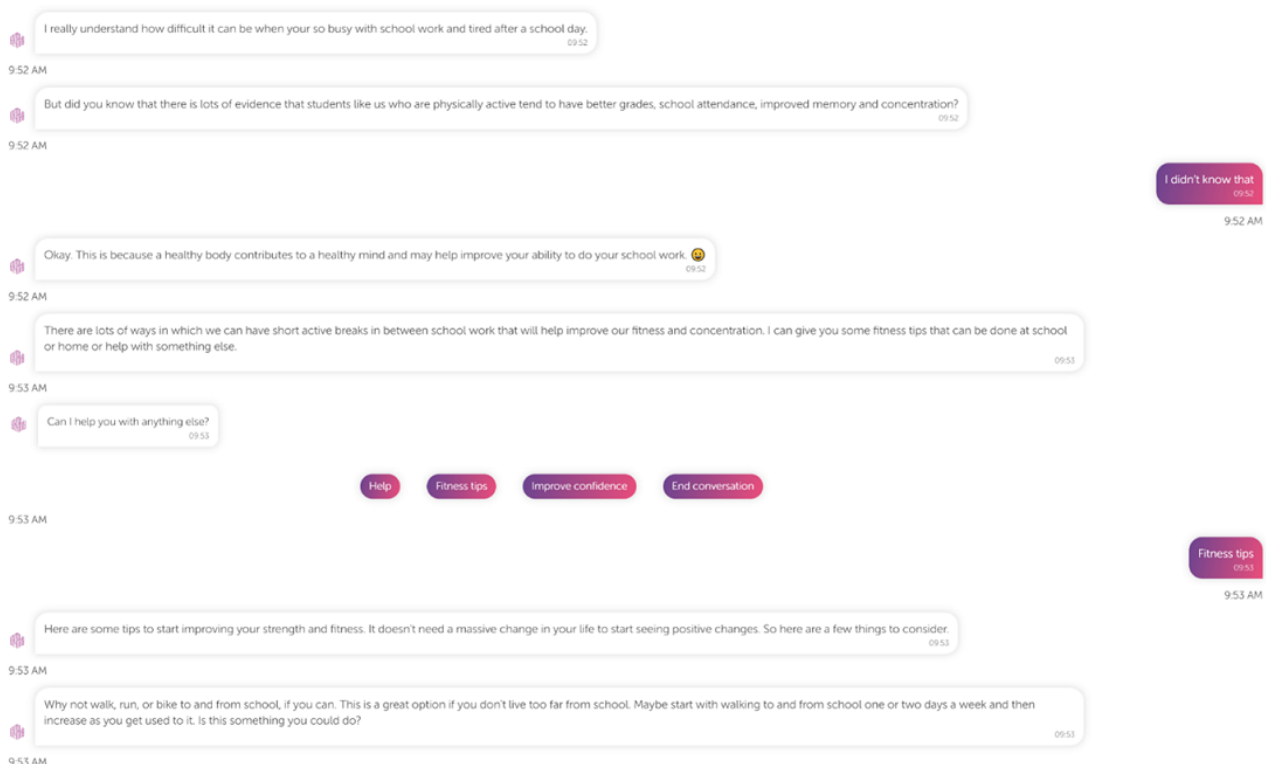 I really understand how difficult it can be when your so busy with school work and tired after a school day.
09:52
9:52 AM
But did you know that there is lots of evidence that students like us who are physically active tend to have better grades, school attendance, improved memory and concentration?
09:52
9:52 AM
I didn't know that
09:52
9:52 AM
Okay. This is because a healthy body contributes to a healthy mind and may help improve your ability to do your school work. 😀
09:52
9:52 AM
There are lots of ways in which we can have short active breaks in between school work that will help improve our fitness and concentration. I can give you some fitness tips that can be done at school
or home or help with something else.
09:53
9:53 AM
Can I help you with anything else?
09:53
Help Fitness tips Improve confidence End conversation
9:53 AM
Fitness tips
09:53
9:53 AM
Here are some tips to start improving your strength and fitness. It doesn't need a massive change in your life to start seeing positive changes. So here are a few things to consider.
09:53
9:53 AM
Why not walk, run, or bike to and from school, if you can. This is a great option if you don't live too far from school. Maybe start with walking to and from school one or two days a week and then
increase as you get used to it. Is this something you could do?
09:53
9:53 AM